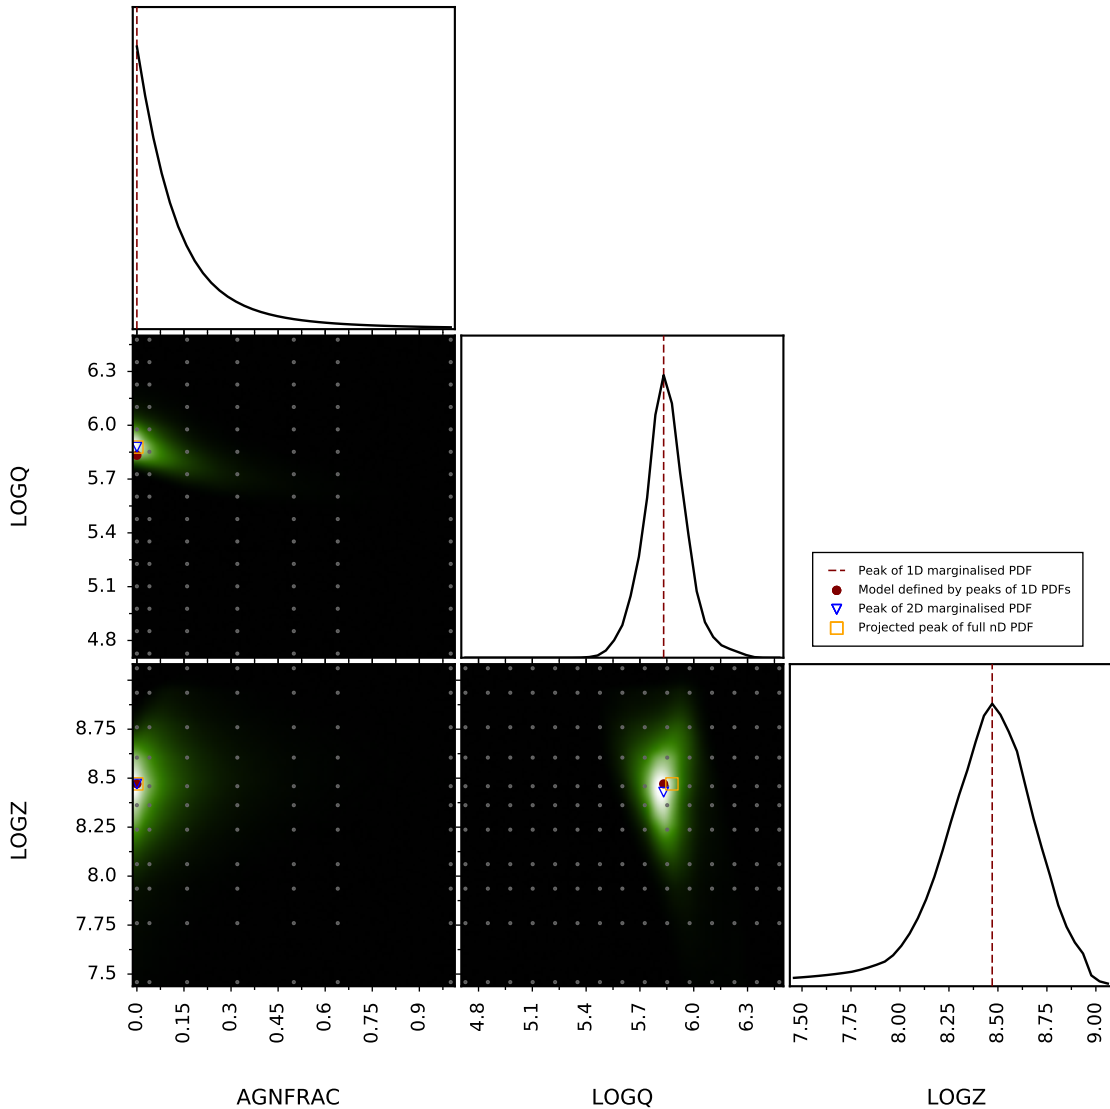 6.3
6.0
5.7
5.4
5.1
4.8
LOGQ
Peak of 1D marginalised PDF
Model defined by peaks of 1D PDFs
Peak of 2D marginalised PDF
Projected peak of full nD PDF
8.75
8.5
8.25
8.0
7.75
7.5
LOGZ
0.0 0.15 0.3 0.45 0.6 0.75 0.9
4.8 5.1 5.4 5.7 6.0 6.3
7.50 7.75 8.00 8.25 8.50 8.75 9.00
AGNFRAC LOGQ LOGZ